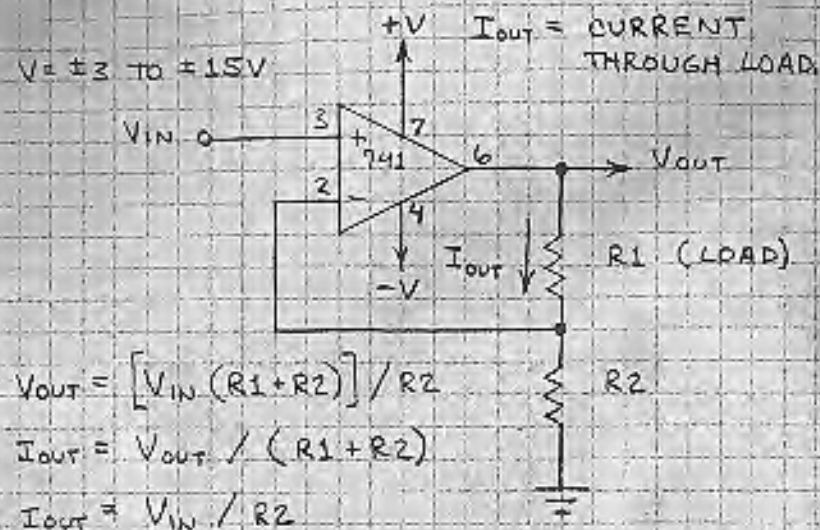 +V
IOUT = CURRENT
THROUGH LOAD.
V = ±3 TO ±15V
VIN
3
+
7
741
6
VOUT
2
-
4
-V
IOUT
R1 (LOAD)
VOUT = [VIN (R1+R2)] / R2
R2
IOUT = VOUT / (R1+R2)
IOUT = VIN / R2